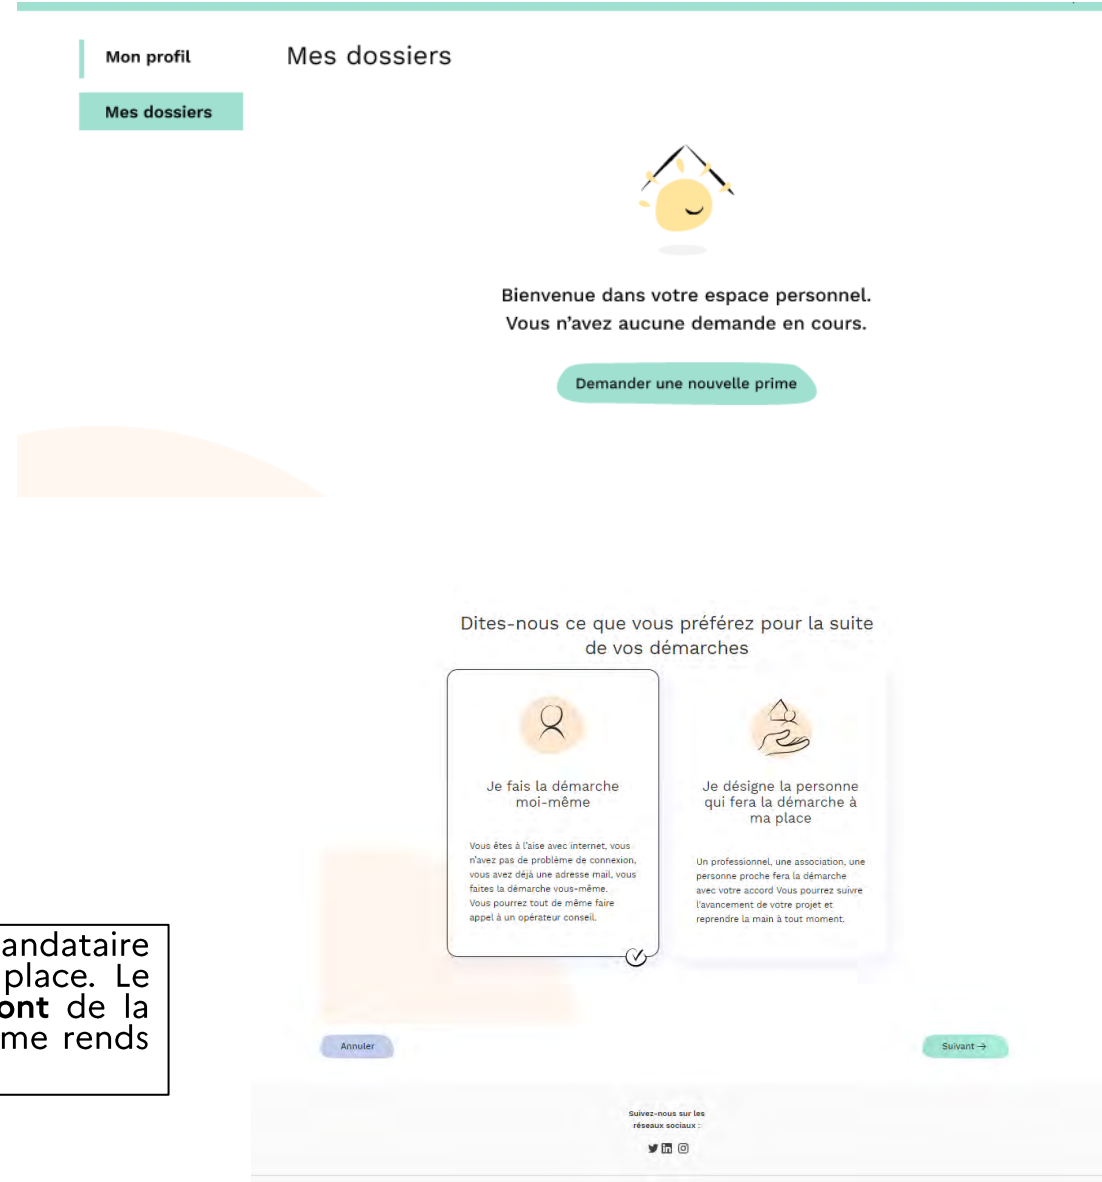 Mon profil
Mes dossiers
Mes dossiers
Bienvenue dans votre espace personnel.
Vous n'avez aucune demande en cours.
Demander une nouvelle prime
Dites-nous ce que vous préférez pour la suite
de vos démarches
Je fais la démarche
moi-même
Vous êtes à l'aise avec internet, vous
n'avez pas de problème de connexion,
vous avez déjà une adresse mail, vous
faites la démarche vous-même.
Vous pourrez tout de même faire
appel à un opérateur conseil.
Je désigne la personne
qui fera la démarche à
ma place
Un professionnel, une association, une
personne proche fera la démarche
avec votre accord Vous pourrez suivre
l'avancement de votre projet et
reprendre la main à tout moment.
andataire
place. Le
ont de la
me rends
Annuler
Suivant →
Suivez-nous sur les
réseaux sociaux :